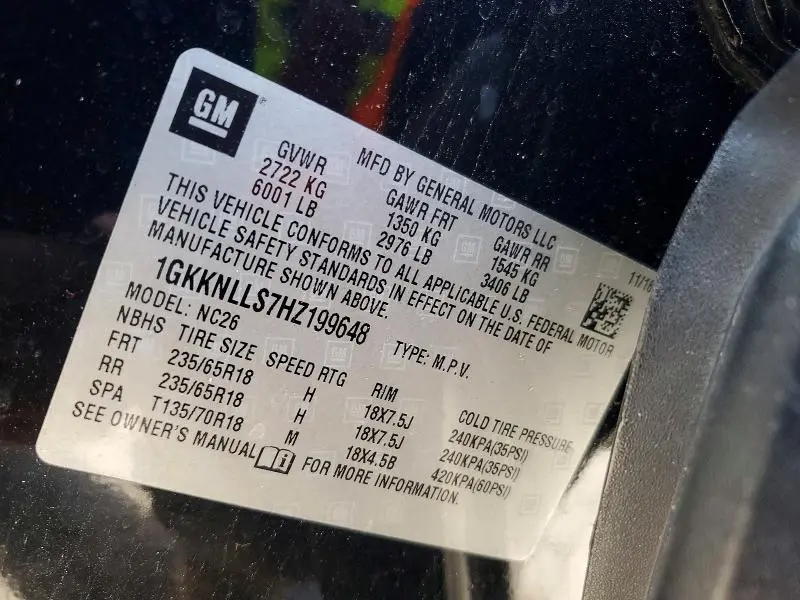 GM
MFD BY GENERAL MOTORS LLC 11/16
GVWR GAWR FRT GAWR RR
2722 KG 1350 KG 1545 KG
6001 LB 2976 LB 3406 LB
THIS VEHICLE CONFORMS TO ALL APPLICABLE U.S. FEDERAL MOTOR
VEHICLE SAFETY STANDARDS IN EFFECT ON THE DATE OF
MANUFACTURE SHOWN ABOVE.
1GKKNLLS7HZ199648 TYPE: M.P.V.
MODEL: NC26
NBHS TIRE SIZE SPEED RTG RIM COLD TIRE PRESSURE
FRT 235/65R18 H 18X7.5J 240KPA(35PSI)
RR 235/65R18 H 18X7.5J 240KPA(35PSI)
SPA T135/70R18 M 18X4.5B 420KPA(60PSI)
SEE OWNER'S MANUAL i FOR MORE INFORMATION.